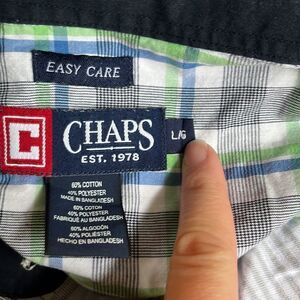 EASY CARE
C
CHAPS
EST. 1978
L/G
60% COTTON
40% POLYESTER
MADE IN BANGLADESH
60% COTON
40% POLYESTER
FABRIQUÉ AU BANGLADESH
60% ALGODÓN
40% POLIÉSTER
HECHO EN BANGLADESH